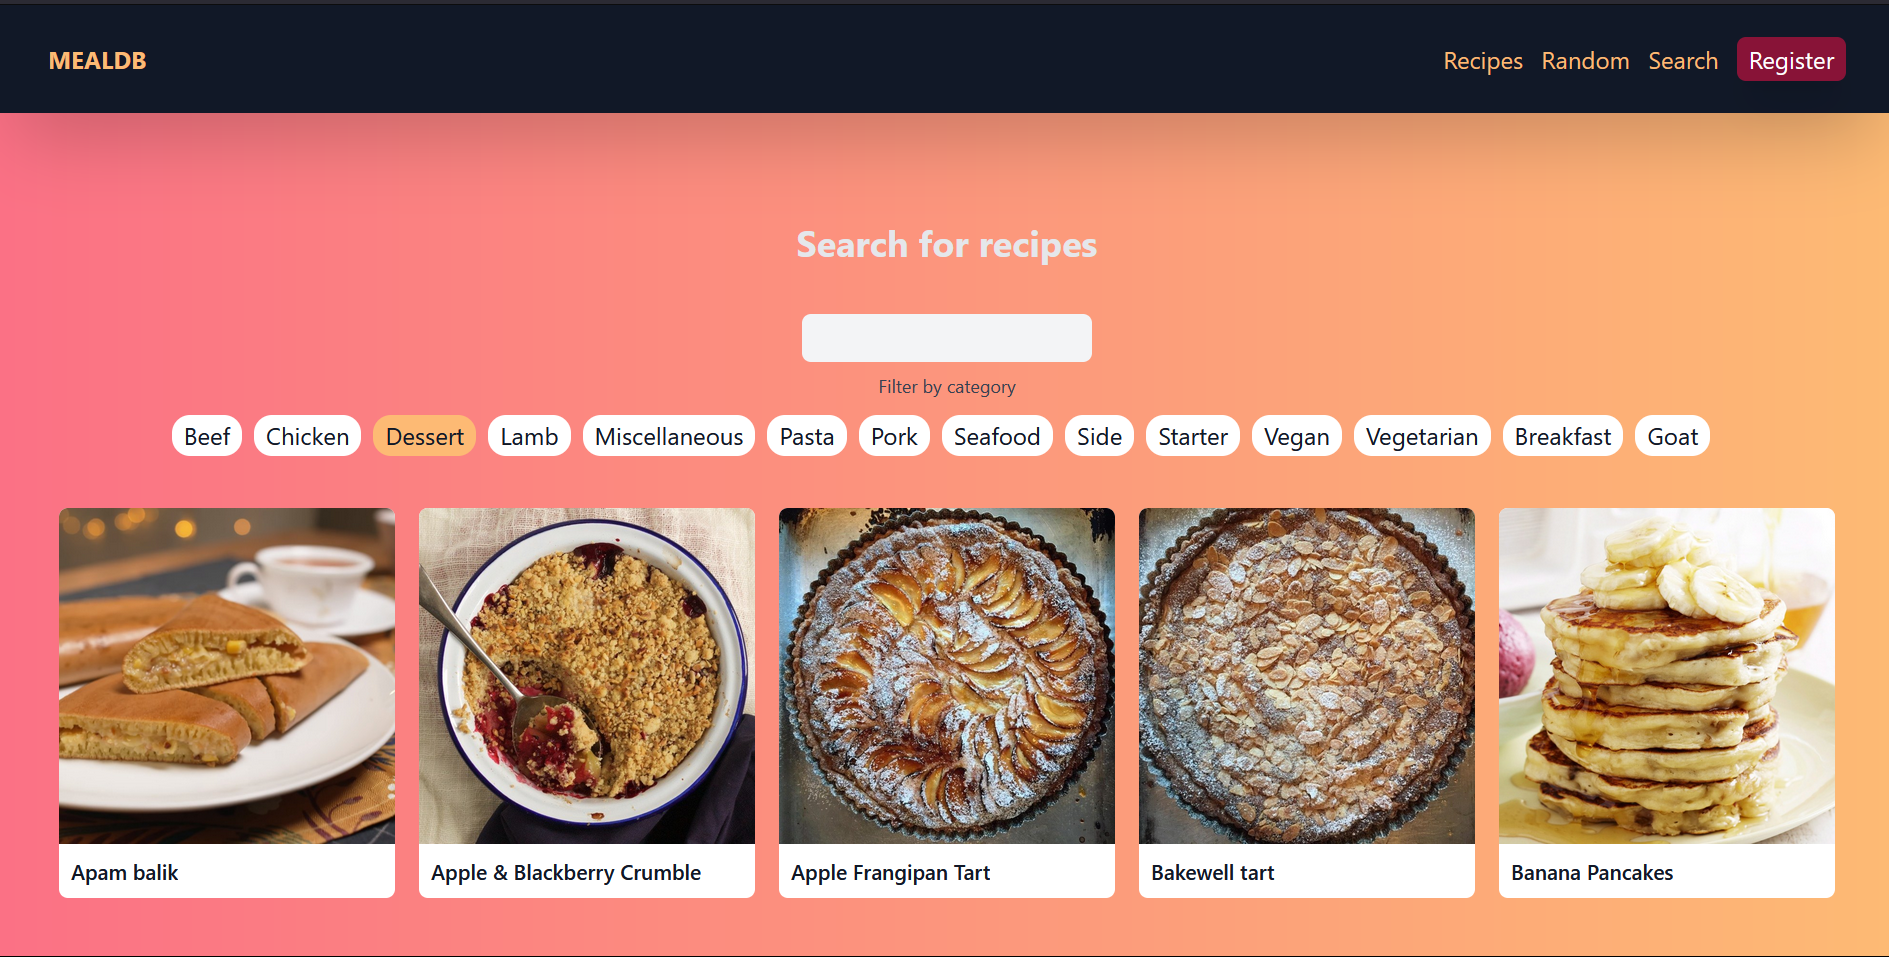 MEALDB
Recipes Random Search Register
Search for recipes
Filter by category
Beef Chicken Dessert Lamb Miscellaneous Pasta Pork Seafood Side Starter Vegan Vegetarian Breakfast Goat
Apam balik
Apple & Blackberry Crumble
Apple Frangipan Tart
Bakewell tart
Banana Pancakes